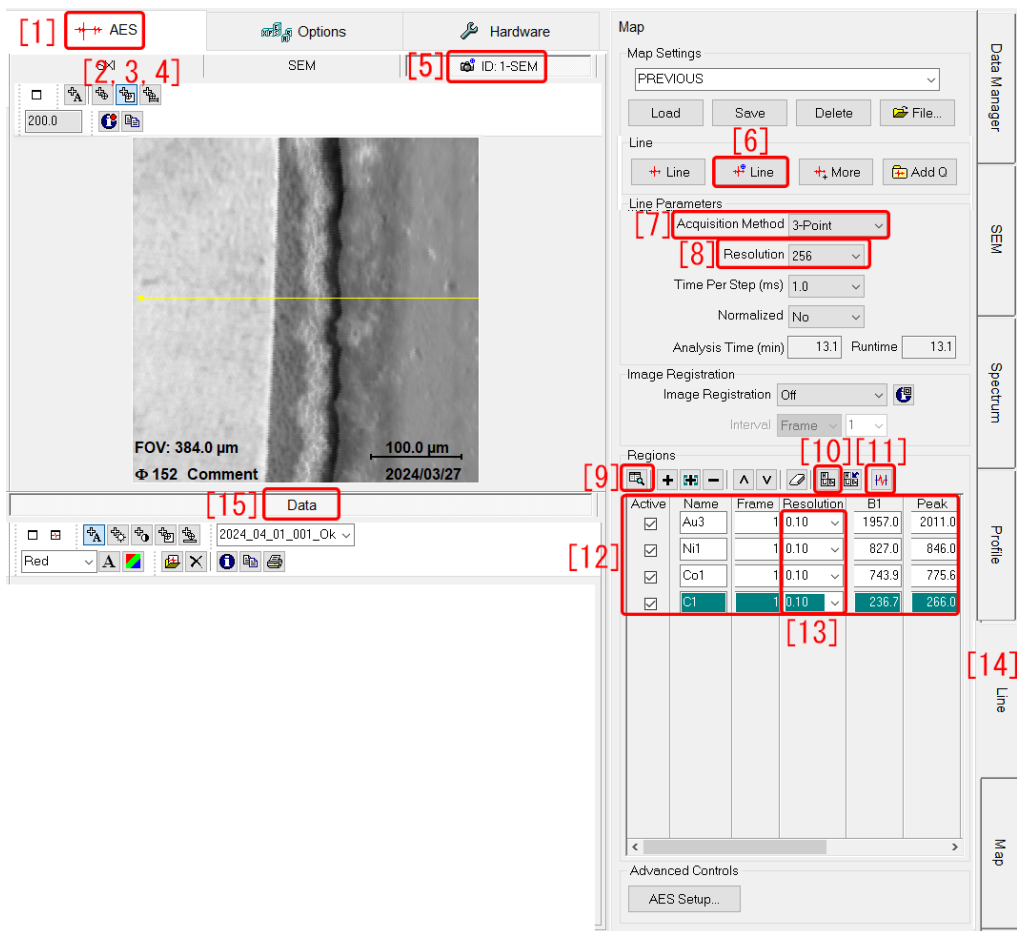 [1] AES Options Hardware
SXI SEM [5] ID: 1-SEM
[2, 3, 4]
200.0
FOV: 384.0 µm 100.0 µm
Φ 152 Comment 2024/03/27
[15] Data
2024_04_01_001_Ok
Red A
Map
Map Settings
PREVIOUS
Load Save Delete File...
Line [6]
Line Line More Add Q
Line Parameters
[7] Acquisition Method 3-Point
[8] Resolution 256
Time Per Step (ms) 1.0
Normalized No
Analysis Time (min) 13.1 Runtime 13.1
Image Registration
Image Registration Off
Interval Frame 1
Regions [10] [11]
[9]
Active Name Frame Resolution B1 Peak
[12]
Au3 1 0.10 1957.0 2011.0
Ni1 1 0.10 827.0 846.0
Co1 1 0.10 743.9 775.6
C1 1 0.10 236.7 266.0
[13]
Advanced Controls
AES Setup...
Data Manager
SEM
Spectrum
Profile
[14]
Line
Map